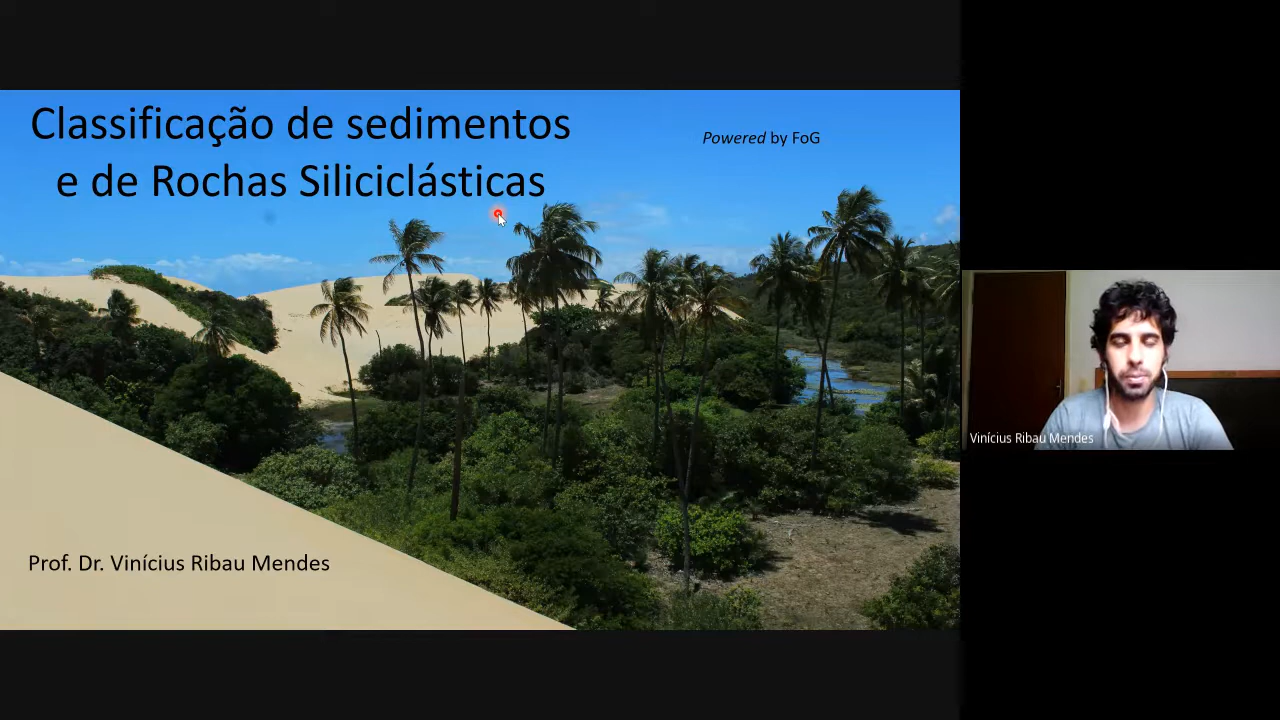 Classificação de sedimentos
e de Rochas Siliciclásticas
Powered by FoG
Vinícius Ribau Mendes
Prof. Dr. Vinícius Ribau Mendes